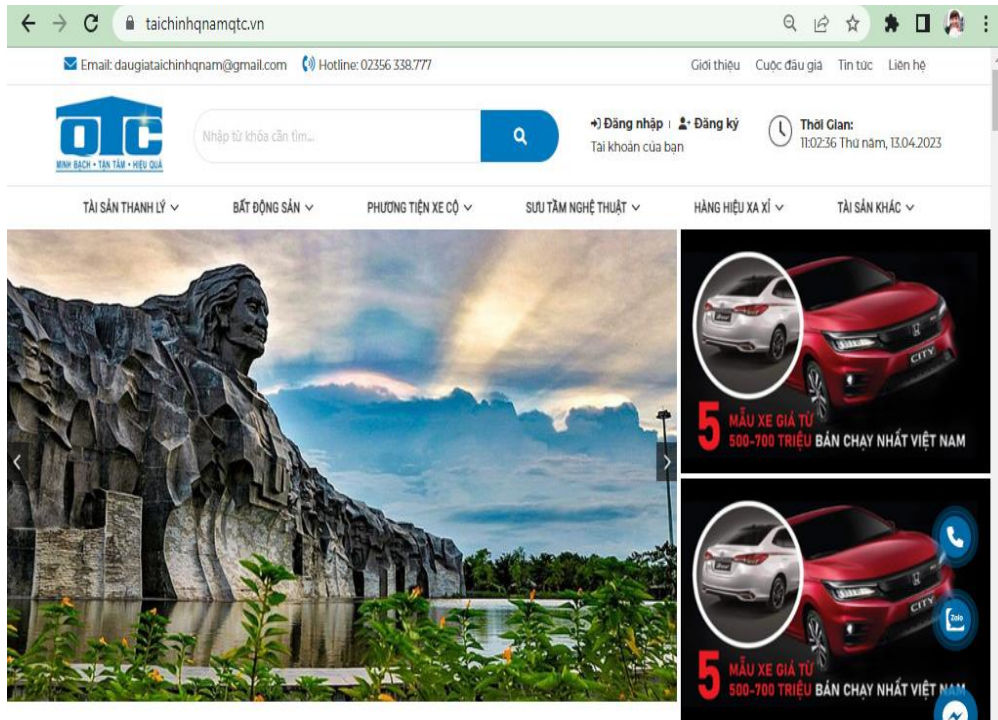 taichinhqnamqtc.vn
Email: daugiataichinhqnam@gmail.com Hotline: 02356 338.777 Giới thiệu Cuộc đấu giá Tin tức Liên hệ
QTC
MINH BẠCH • TẬN TÂM • HIỆU QUẢ
Nhập từ khóa cần tìm...
Đăng nhập | Đăng ký
Tài khoản của bạn
Thời Gian:
11:02:36 Thứ năm, 13.04.2023
TÀI SẢN THANH LÝ BẤT ĐỘNG SẢN PHƯƠNG TIỆN XE CỘ SƯU TẦM NGHỆ THUẬT HÀNG HIỆU XA XỈ TÀI SẢN KHÁC
CITY
5 MẪU XE GIÁ TỪ
500-700 TRIỆU BÁN CHẠY NHẤT VIỆT NAM
CITY
Zalo
5 MẪU XE GIÁ TỪ
500-700 TRIỆU BÁN CHẠY NHẤT VIỆT NAM